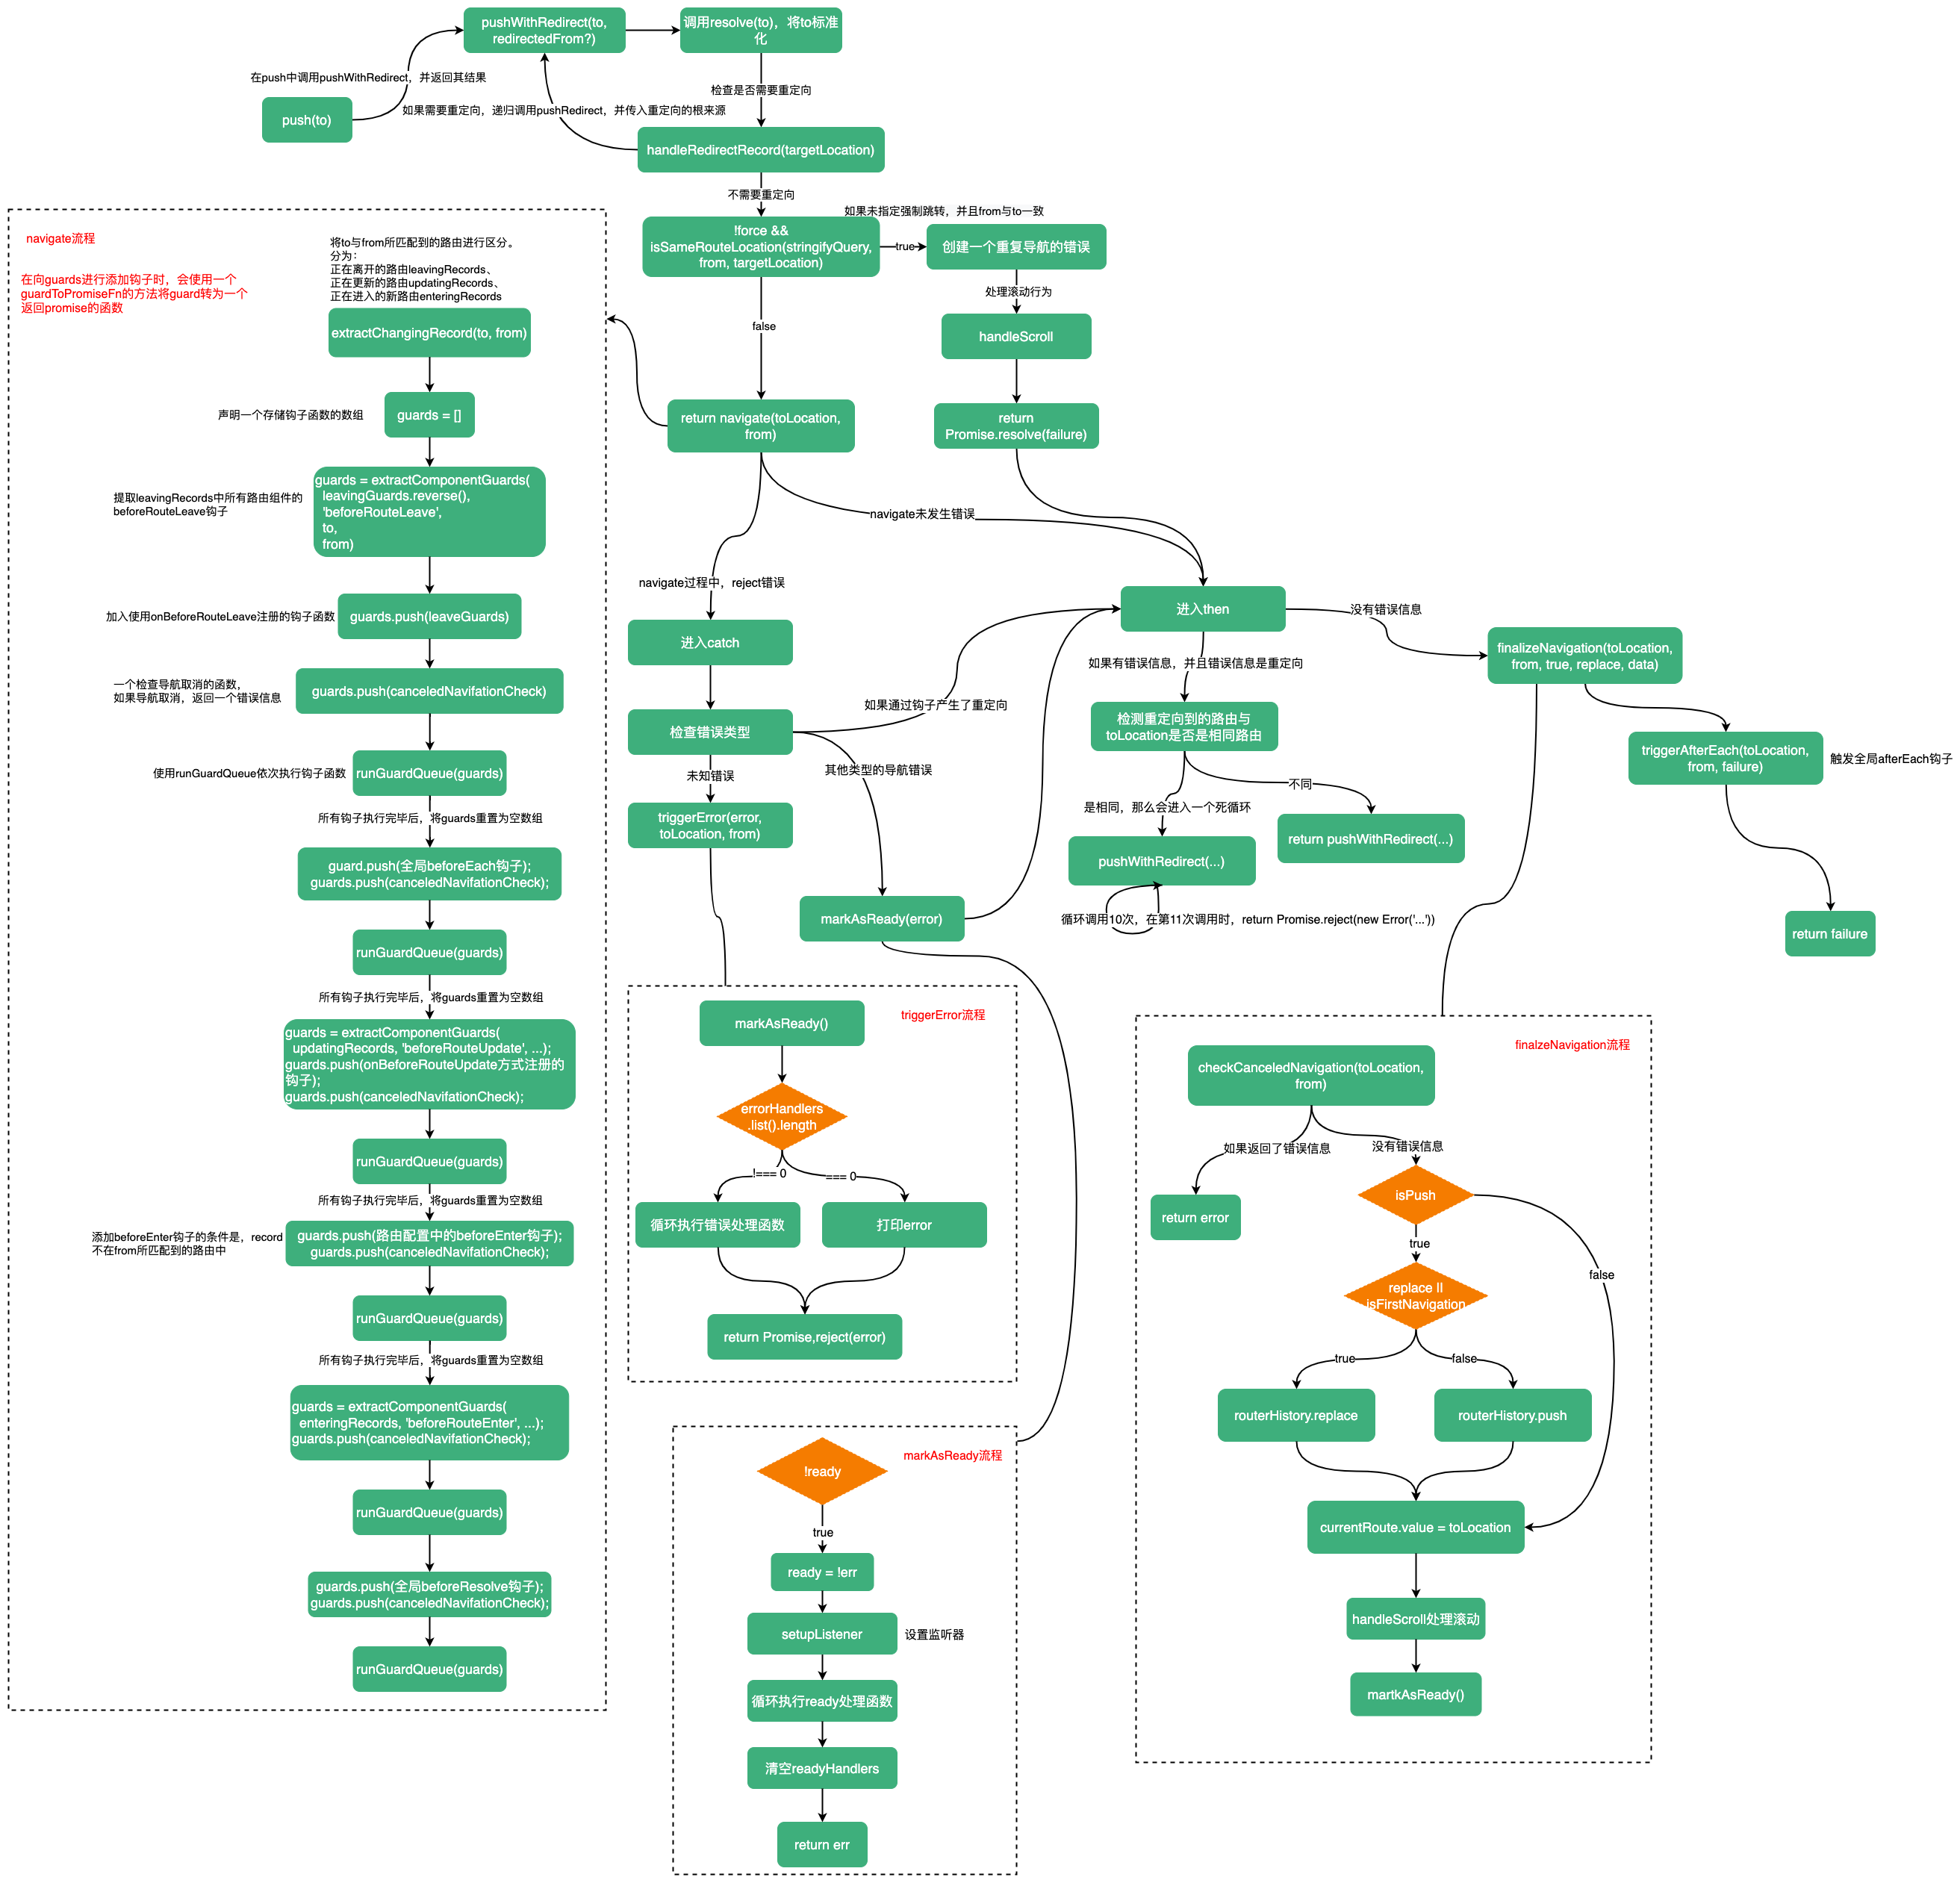 pushWithRedirect(to,
redirectedFrom?)
调用resolve(to)，将to标准
化
在push中调用pushWithRedirect，并返回其结果
检查是否需要重定向
push(to)
如果需要重定向，递归调用pushRedirect，并传入重定向的根来源
handleRedirectRecord(targetLocation)
不需要重定向
!force &&
isSameRouteLocation(stringifyQuery,
from, targetLocation)
如果未指定强制跳转，并且from与to一致
true
创建一个重复导航的错误
处理滚动行为
handleScroll
false
return navigate(toLocation,
from)
return
Promise.resolve(failure)
navigate未发生错误
navigate过程中，reject错误
进入catch
检查错误类型
如果通过钩子产生了重定向
其他类型的导航错误
未知错误
triggerError(error,
toLocation, from)
markAsReady(error)
进入then
没有错误信息
如果有错误信息，并且错误信息是重定向
检测重定向到的路由与
toLocation是否是相同路由
不同
是相同，那么会进入一个死循环
return pushWithRedirect(...)
pushWithRedirect(...)
循环调用10次，在第11次调用时，return Promise.reject(new Error('...'))
finalizeNavigation(toLocation,
from, true, replace, data)
triggerAfterEach(toLocation,
from, failure)
触发全局afterEach钩子
return failure
navigate流程
在向guards进行添加钩子时，会使用一个
guardToPromiseFn的方法将guard转为一个
返回promise的函数
将to与from所匹配到的路由进行区分。
分为：
正在离开的路由leavingRecords、
正在更新的路由updatingRecords、
正在进入的新路由enteringRecords
extractChangingRecord(to, from)
声明一个存储钩子函数的数组
guards = []
提取leavingRecords中所有路由组件的
beforeRouteLeave钩子
guards = extractComponentGuards(
leavingGuards.reverse(),
'beforeRouteLeave',
to,
from)
加入使用onBeforeRouteLeave注册的钩子函数
guards.push(leaveGuards)
一个检查导航取消的函数，
如果导航取消，返回一个错误信息
guards.push(canceledNavifationCheck)
使用runGuardQueue依次执行钩子函数
runGuardQueue(guards)
所有钩子执行完毕后，将guards重置为空数组
guard.push(全局beforeEach钩子);
guards.push(canceledNavifationCheck);
runGuardQueue(guards)
所有钩子执行完毕后，将guards重置为空数组
guards = extractComponentGuards(
updatingRecords, 'beforeRouteUpdate', ...);
guards.push(onBeforeRouteUpdate方式注册的
钩子);
guards.push(canceledNavifationCheck);
runGuardQueue(guards)
所有钩子执行完毕后，将guards重置为空数组
添加beforeEnter钩子的条件是，record
不在from所匹配到的路由中
guards.push(路由配置中的beforeEnter钩子);
guards.push(canceledNavifationCheck);
runGuardQueue(guards)
所有钩子执行完毕后，将guards重置为空数组
guards = extractComponentGuards(
enteringRecords, 'beforeRouteEnter', ...);
guards.push(canceledNavifationCheck);
runGuardQueue(guards)
guards.push(全局beforeResolve钩子);
guards.push(canceledNavifationCheck);
runGuardQueue(guards)
triggerError流程
markAsReady()
errorHandlers
.list().length
!=== 0
=== 0
循环执行错误处理函数
打印error
return Promise,reject(error)
markAsReady流程
!ready
true
ready = !err
setupListener
设置监听器
循环执行ready处理函数
清空readyHandlers
return err
finalzeNavigation流程
checkCanceledNavigation(toLocation,
from)
如果返回了错误信息
没有错误信息
return error
isPush
true
false
replace ||
isFirstNavigation
true
false
routerHistory.replace
routerHistory.push
currentRoute.value = toLocation
handleScroll处理滚动
martkAsReady()